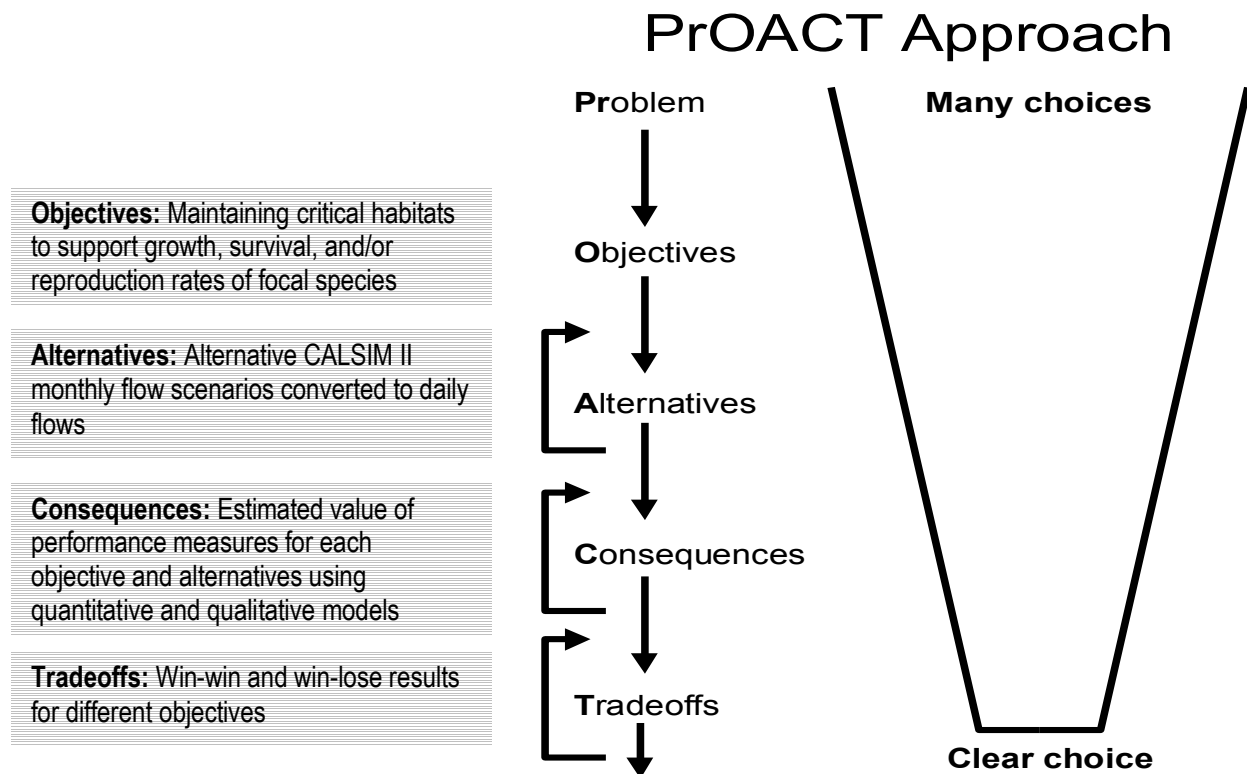 PrOACT Approach
Problem
Many choices
Objectives: Maintaining critical habitats
to support growth, survival, and/or
reproduction rates of focal species
Objectives
Alternatives: Alternative CALSIM II
monthly flow scenarios converted to daily
flows
Alternatives
Consequences: Estimated value of
performance measures for each
objective and alternatives using
quantitative and qualitative models
Consequences
Tradeoffs: Win-win and win-lose results
for different objectives
Tradeoffs
Clear choice